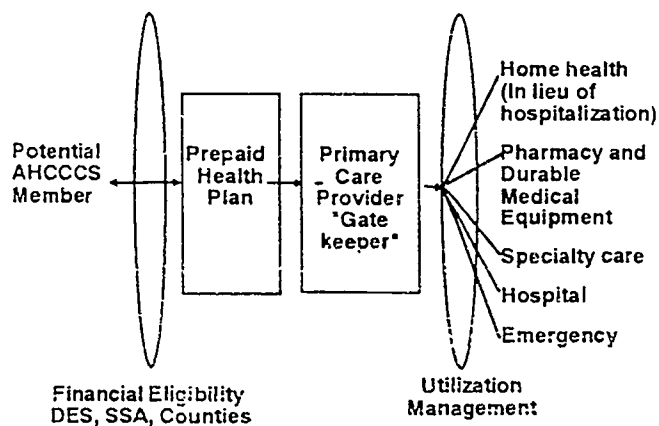 Potential
AHCCCS
Member
Prepaid
Health
Plan
Primary
Care
Provider
"Gate
keeper"
Home health
(In lieu of
hospitalization)
Pharmacy and
Durable
Medical
Equipment
Specialty care
Hospital
Emergency
Financial Eligibility
DES, SSA, Counties
Utilization
Management